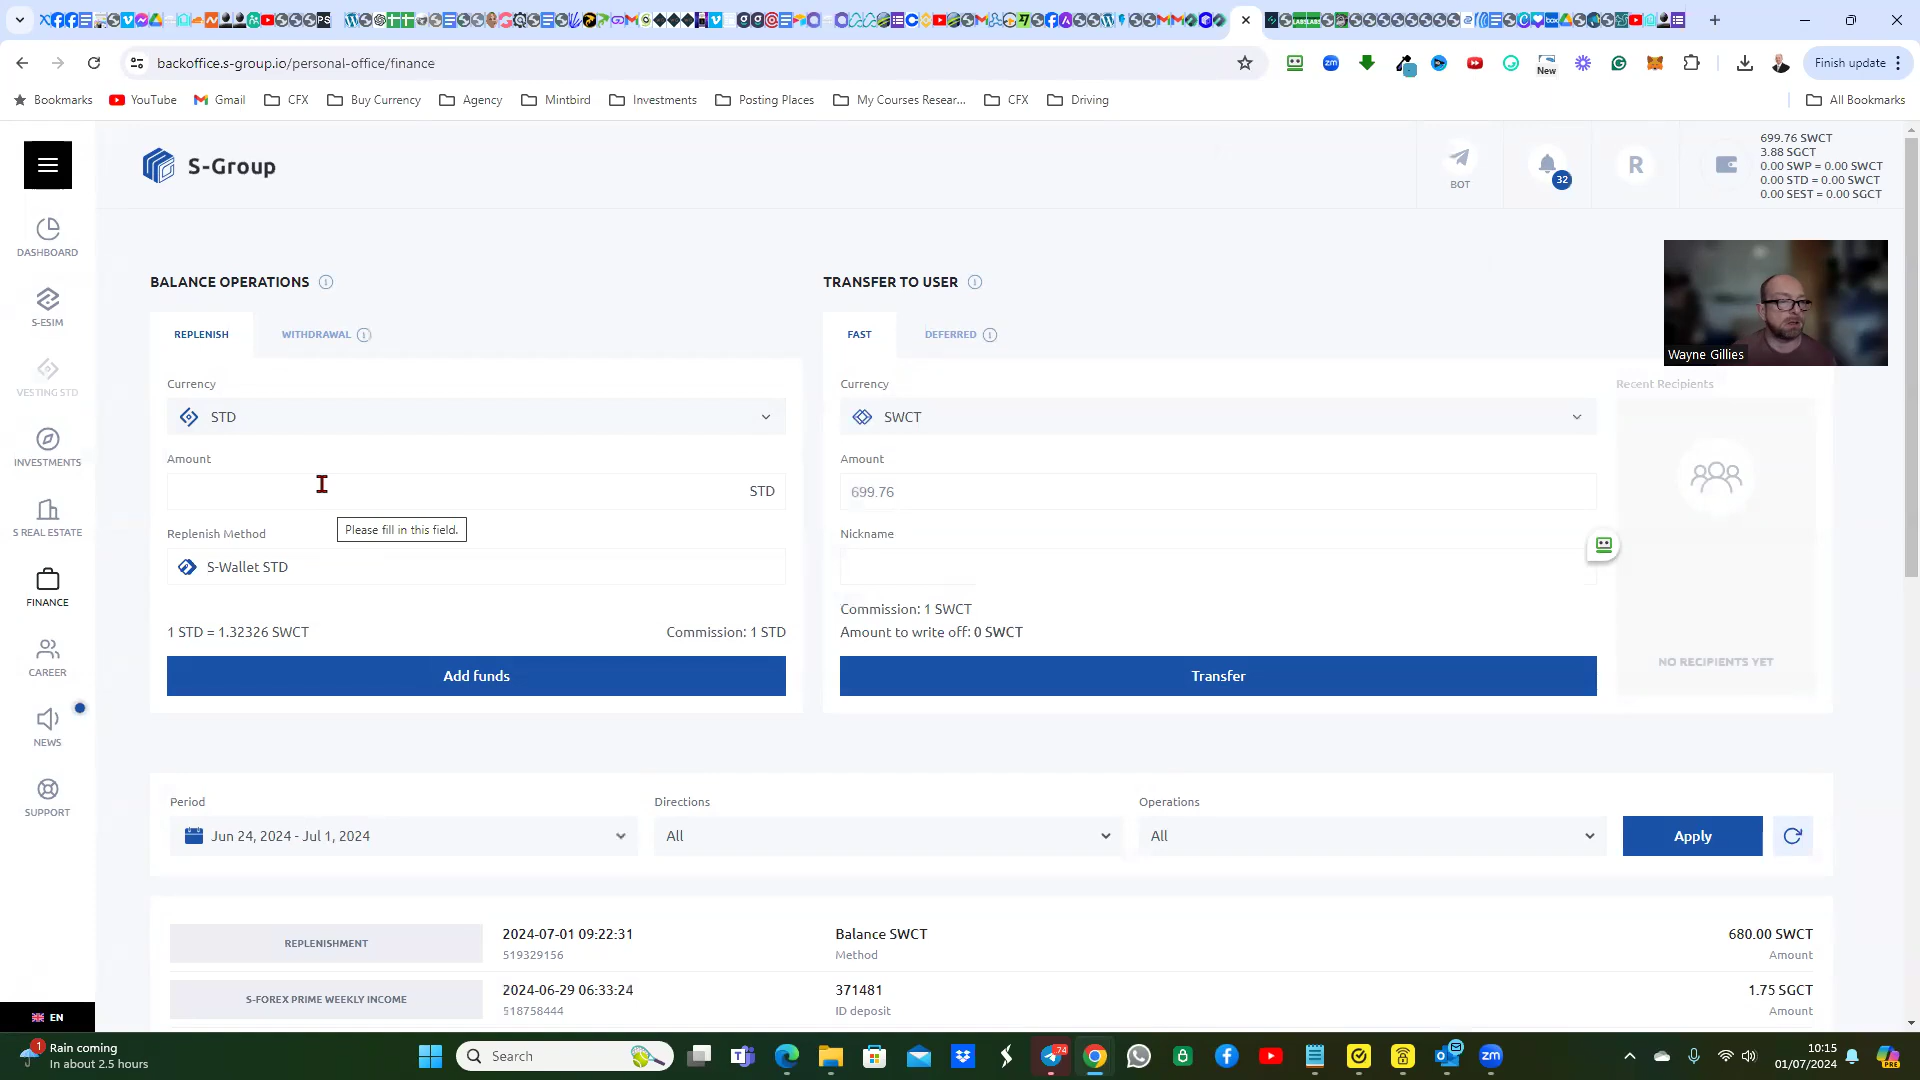 backoffice.s-group.io/personal-office/finance
New
Finish update
Bookmarks
YouTube
Gmail
CFX
Buy Currency
Agency
Mintbird
Investments
Posting Places
My Courses Resear...
CFX
Driving
All Bookmarks
S-Group
BOT
32
R
699.76 SWCT
3.88 SGCT
0.00 SWP = 0.00 SWCT
0.00 STD = 0.00 SWCT
0.00 SEST = 0.00 SGCT
DASHBOARD
S-ESIM
VESTING STD
INVESTMENTS
S REAL ESTATE
FINANCE
CAREER
NEWS
SUPPORT
EN
BALANCE OPERATIONS
REPLENISH
WITHDRAWAL
Currency
STD
Amount
STD
Please fill in this field.
Replenish Method
S-Wallet STD
1 STD = 1.32326 SWCT
Commission: 1 STD
Add funds
TRANSFER TO USER
FAST
DEFERRED
Currency
SWCT
Amount
699.76
Nickname
Commission: 1 SWCT
Amount to write off: 0 SWCT
Transfer
Wayne Gillies
Recent Recipients
NO RECIPIENTS YET
Period
Jun 24, 2024 - Jul 1, 2024
Directions
All
Operations
All
Apply
REPLENISHMENT
2024-07-01 09:22:31
519329156
Balance SWCT
Method
680.00 SWCT
Amount
S-FOREX PRIME WEEKLY INCOME
2024-06-29 06:33:24
518758444
371481
ID deposit
1.75 SGCT
Amount
1
Rain coming
In about 2.5 hours
Search
74
zm
10:15
01/07/2024